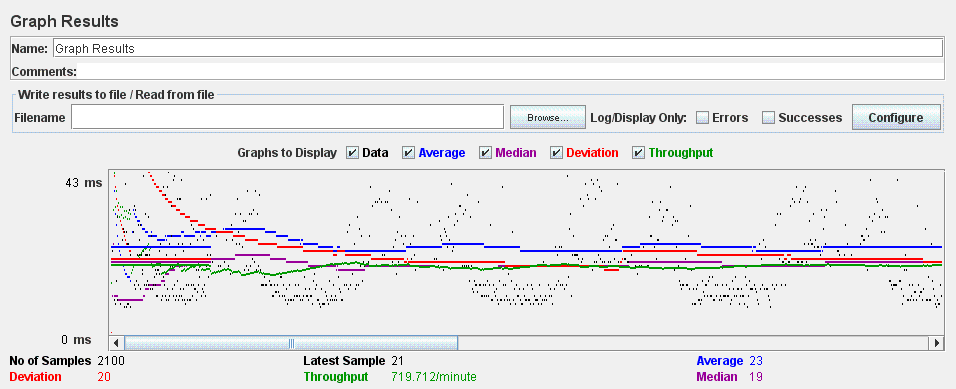 Graph Results
Name: Graph Results
Comments:
Write results to file / Read from file
Filename Browse... Log/Display Only: Errors Successes Configure
Graphs to Display Data Average Median Deviation Throughput
43 ms
0 ms
No of Samples 2100 Latest Sample 21 Average 23
Deviation 20 Throughput 719.712/minute Median 19